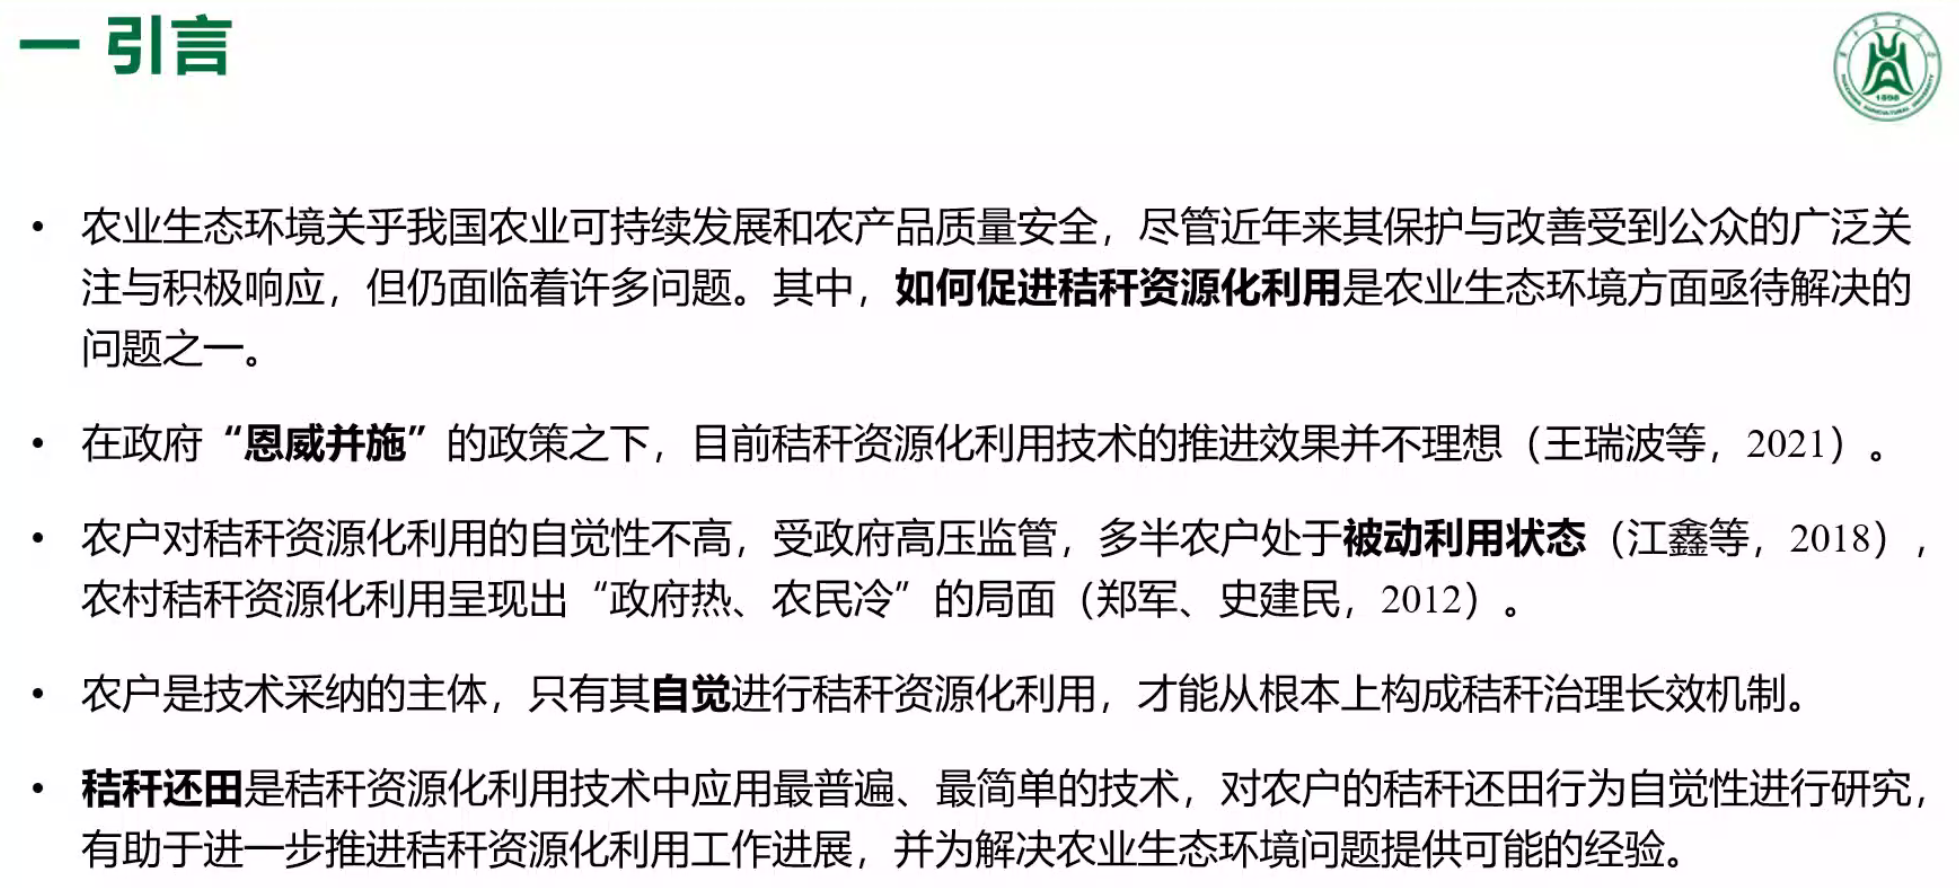 一 引言
1898
• 农业生态环境关乎我国农业可持续发展和农产品质量安全，尽管近年来其保护与改善受到公众的广泛关
注与积极响应，但仍面临着许多问题。其中，如何促进秸秆资源化利用是农业生态环境方面亟待解决的
问题之一。
• 在政府“恩威并施”的政策之下，目前秸秆资源化利用技术的推进效果并不理想（王瑞波等，2021）。
• 农户对秸秆资源化利用的自觉性不高，受政府高压监管，多半农户处于被动利用状态（江鑫等，2018），
农村秸秆资源化利用呈现出“政府热、农民冷”的局面（郑军、史建民，2012）。
• 农户是技术采纳的主体，只有其自觉进行秸秆资源化利用，才能从根本上构成秸秆治理长效机制。
• 秸秆还田是秸秆资源化利用技术中应用最普遍、最简单的技术，对农户的秸秆还田行为自觉性进行研究，
有助于进一步推进秸秆资源化利用工作进展，并为解决农业生态环境问题提供可能的经验。